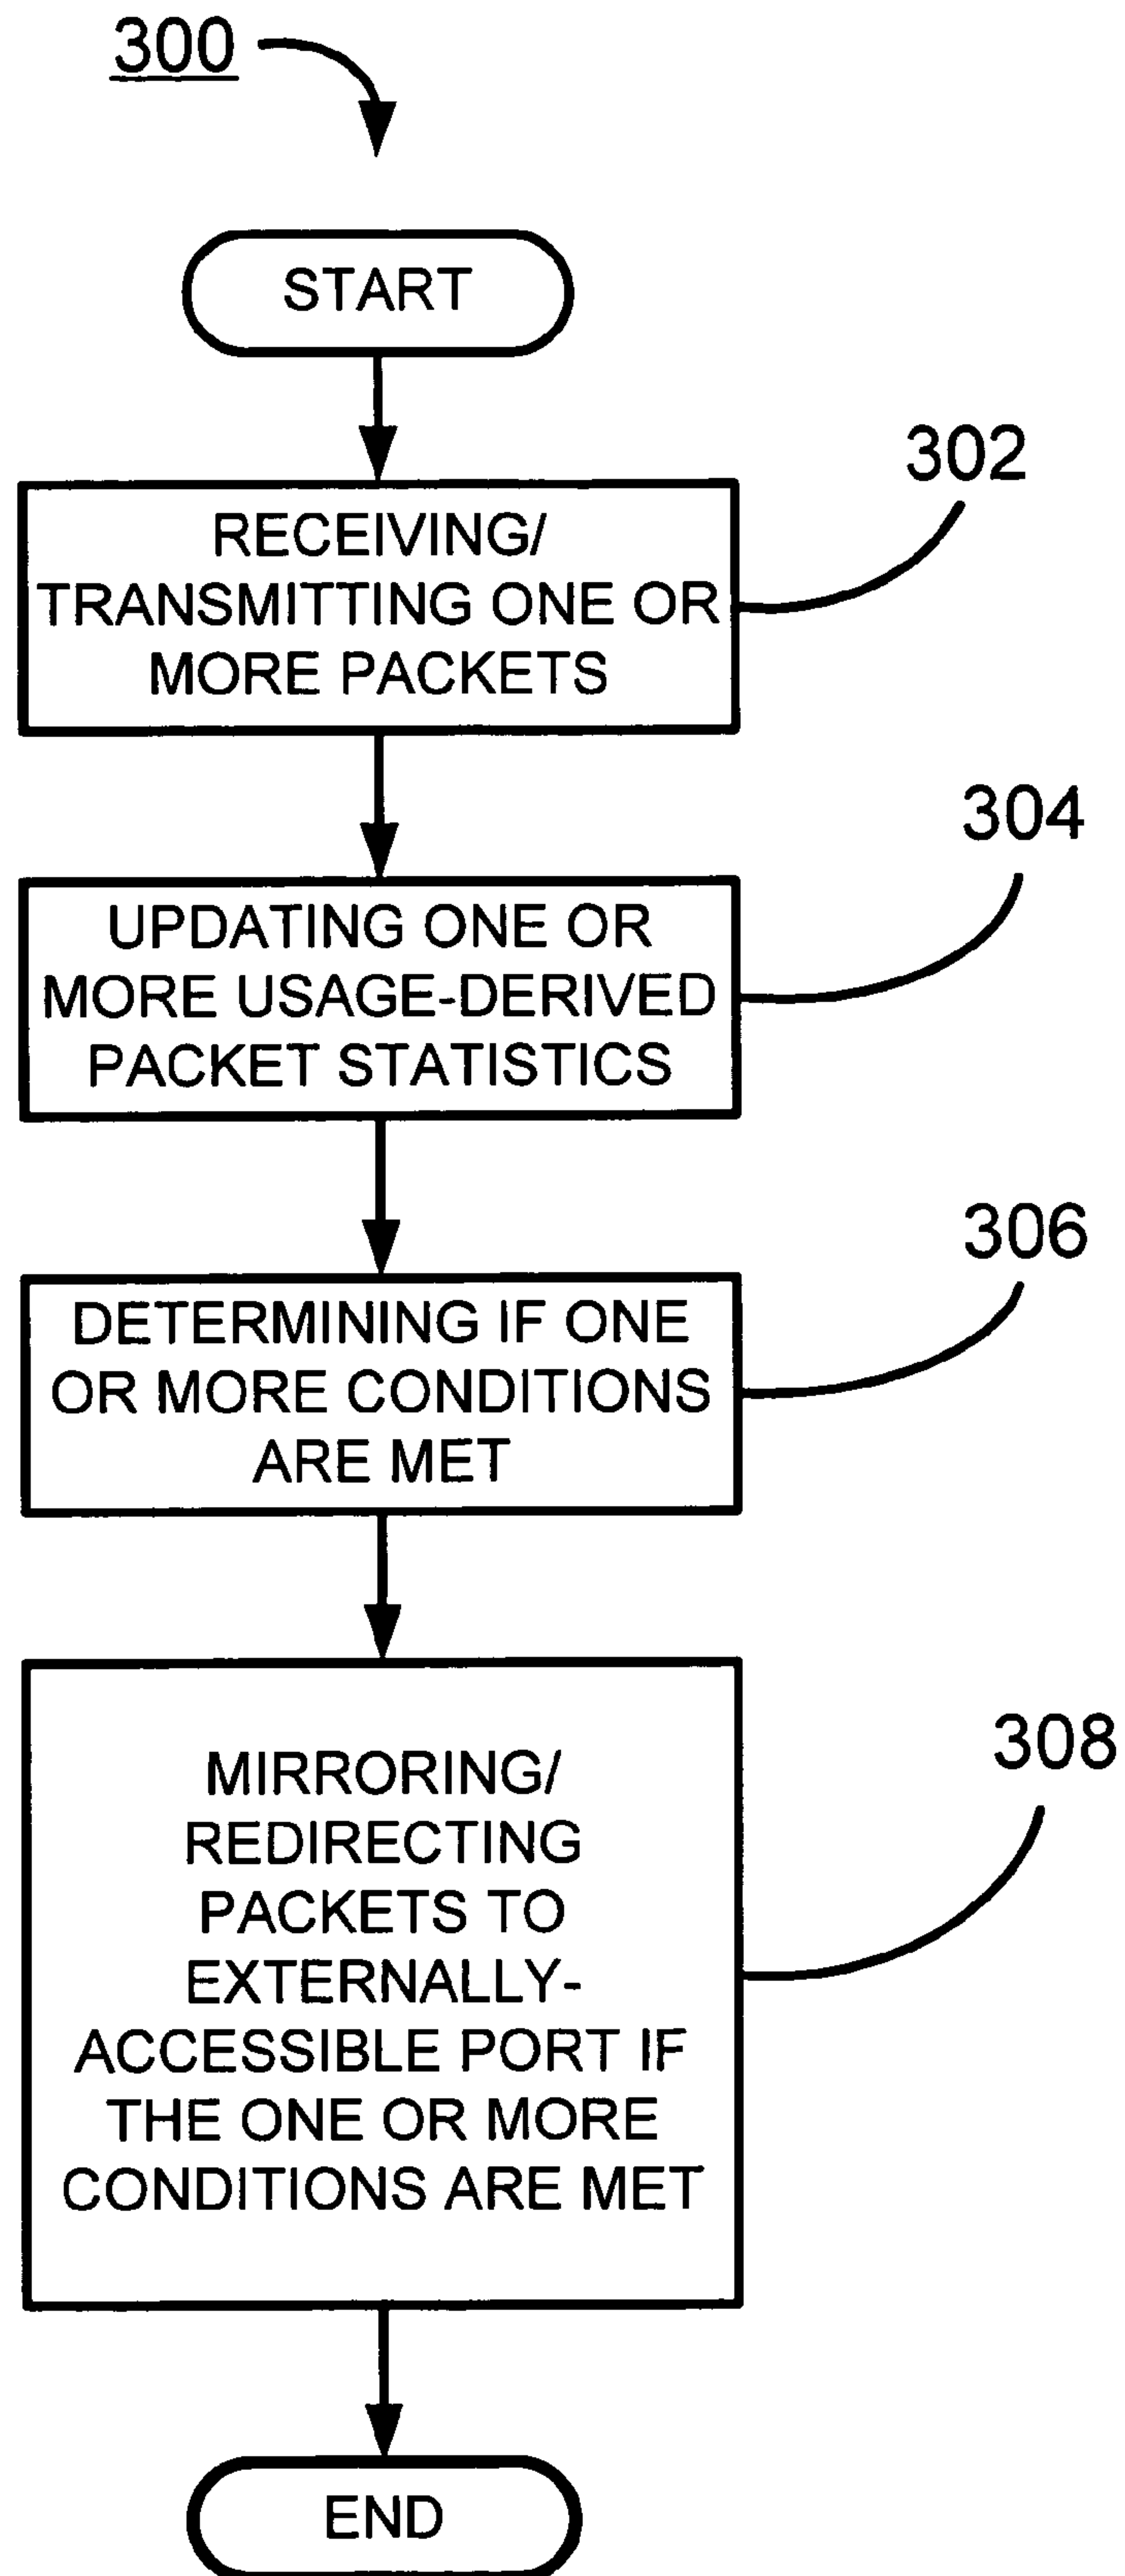 300
START
302
RECEIVING/
TRANSMITTING ONE OR
MORE PACKETS
304
UPDATING ONE OR
MORE USAGE-DERIVED
PACKET STATISTICS
306
DETERMINING IF ONE
OR MORE CONDITIONS
ARE MET
308
MIRRORING/
REDIRECTING
PACKETS TO
EXTERNALLY-
ACCESSIBLE PORT IF
THE ONE OR MORE
CONDITIONS ARE MET
END